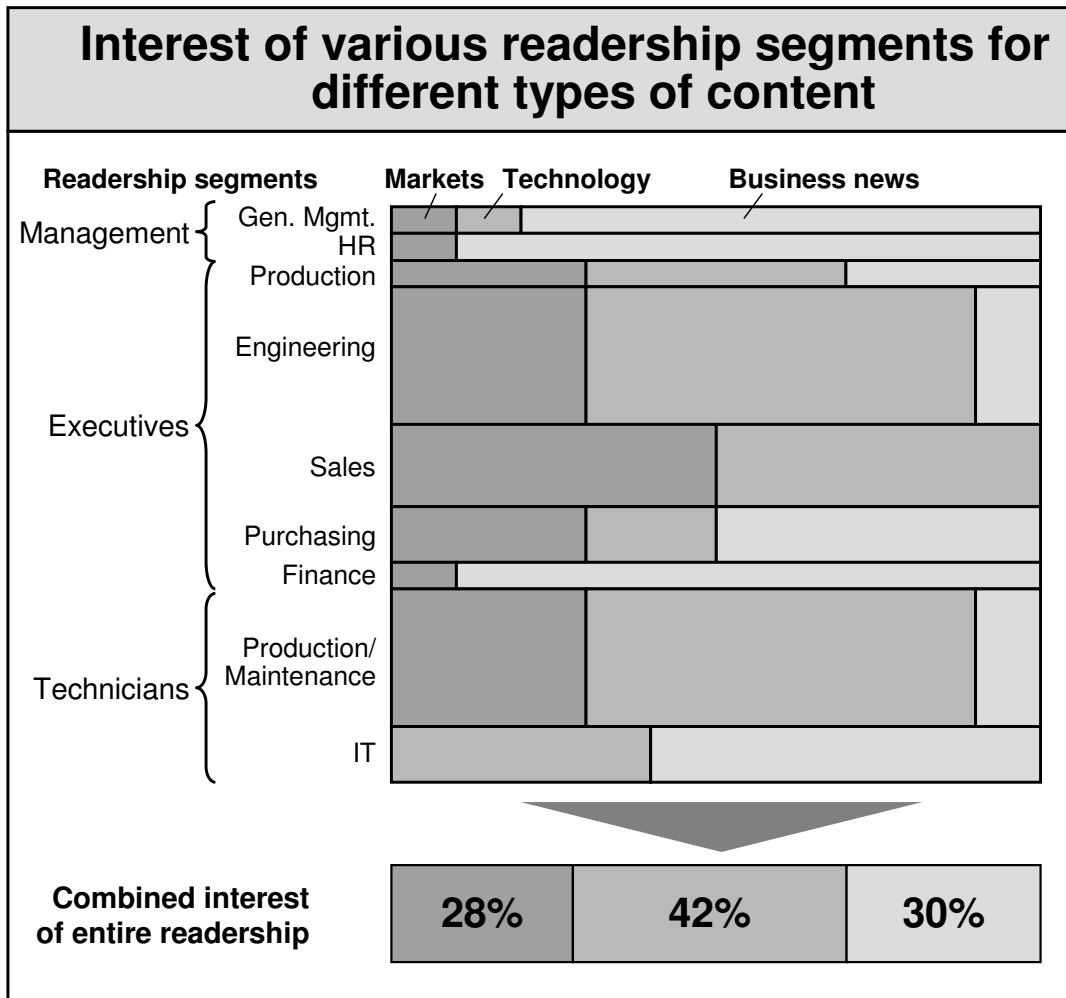 Interest of various readership segments for
different types of content
Readership segments
Markets
Technology
Business news
Management
Gen. Mgmt.
HR
Executives
Production
Engineering
Sales
Purchasing
Finance
Technicians
Production/
Maintenance
IT
Combined interest
of entire readership
28%
42%
30%